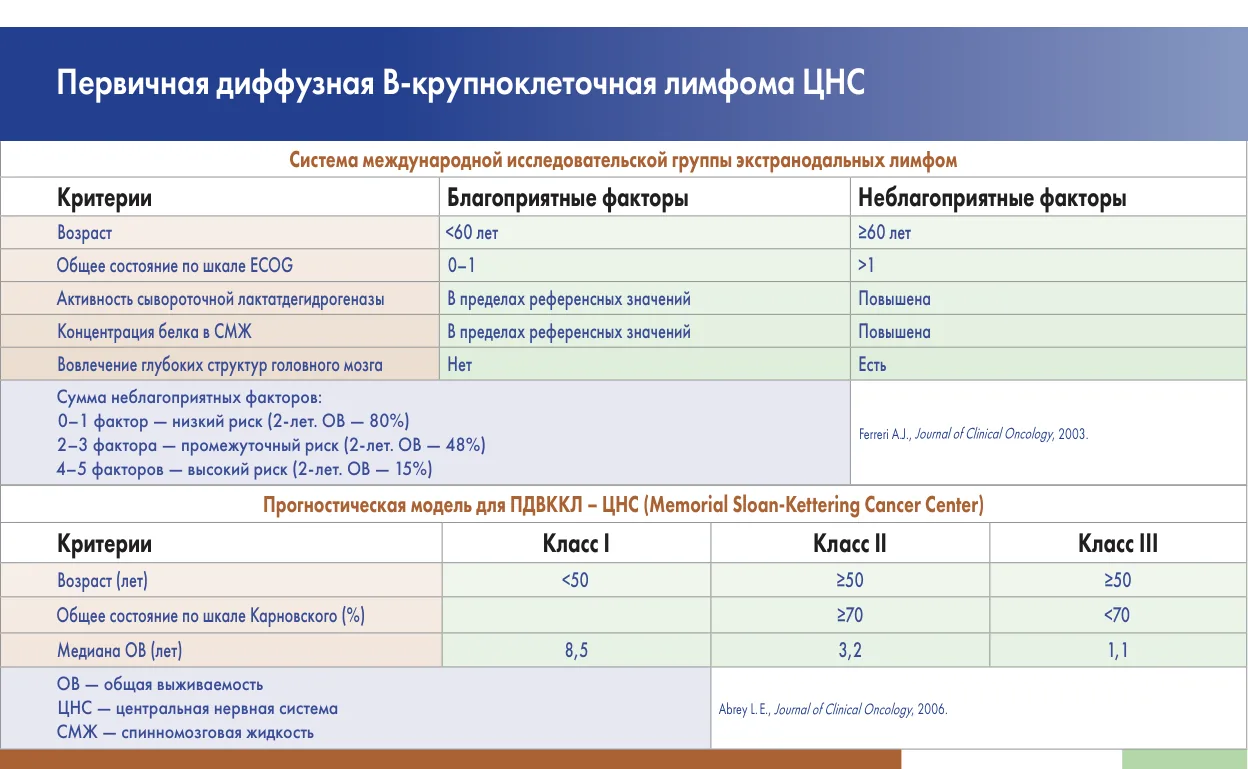 Первичная диффузная В-крупноклеточная лимфома ЦНС
Система международной исследовательской группы экстранодальных лимфом
Критерии Благоприятные факторы Неблагоприятные факторы
Возраст <60 лет ≥60 лет
Общее состояние по шкале ECOG 0–1 >1
Активность сывороточной лактатдегидрогеназы В пределах референсных значений Повышена
Концентрация белка в СМЖ В пределах референсных значений Повышена
Вовлечение глубоких структур головного мозга Нет Есть
Сумма неблагоприятных факторов:
0–1 фактор — низкий риск (2-лет. ОВ — 80%)
2–3 фактора — промежуточный риск (2-лет. ОВ — 48%)
4–5 факторов — высокий риск (2-лет. ОВ — 15%)
Ferreri A.J., Journal of Clinical Oncology, 2003.
Прогностическая модель для ПДВККЛ – ЦНС (Memorial Sloan-Kettering Cancer Center)
Критерии Класс I Класс II Класс III
Возраст (лет) <50 ≥50 ≥50
Общее состояние по шкале Карновского (%) ≥70 <70
Медиана ОВ (лет) 8,5 3,2 1,1
ОВ — общая выживаемость
ЦНС — центральная нервная система
СМЖ — спинномозговая жидкость
Abrey L.E., Journal of Clinical Oncology, 2006.